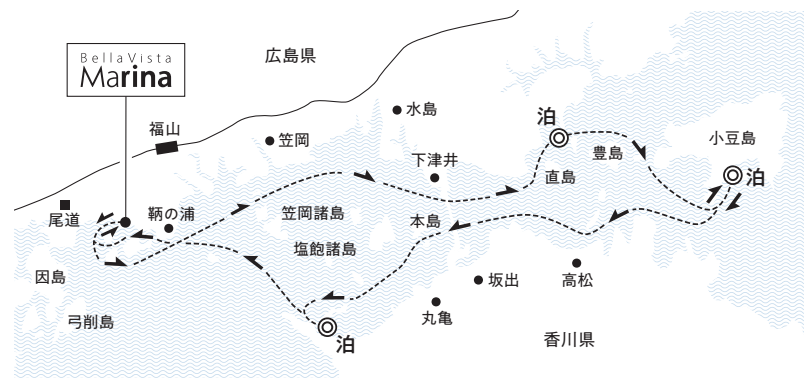 BellaVista
Marina
広島県
福山
笠岡
水島
泊
小豆島
下津井
豊島
直島
泊
尾道
鞆の浦
笠岡諸島
本島
塩飽諸島
因島
坂出
高松
丸亀
弓削島
泊
香川県